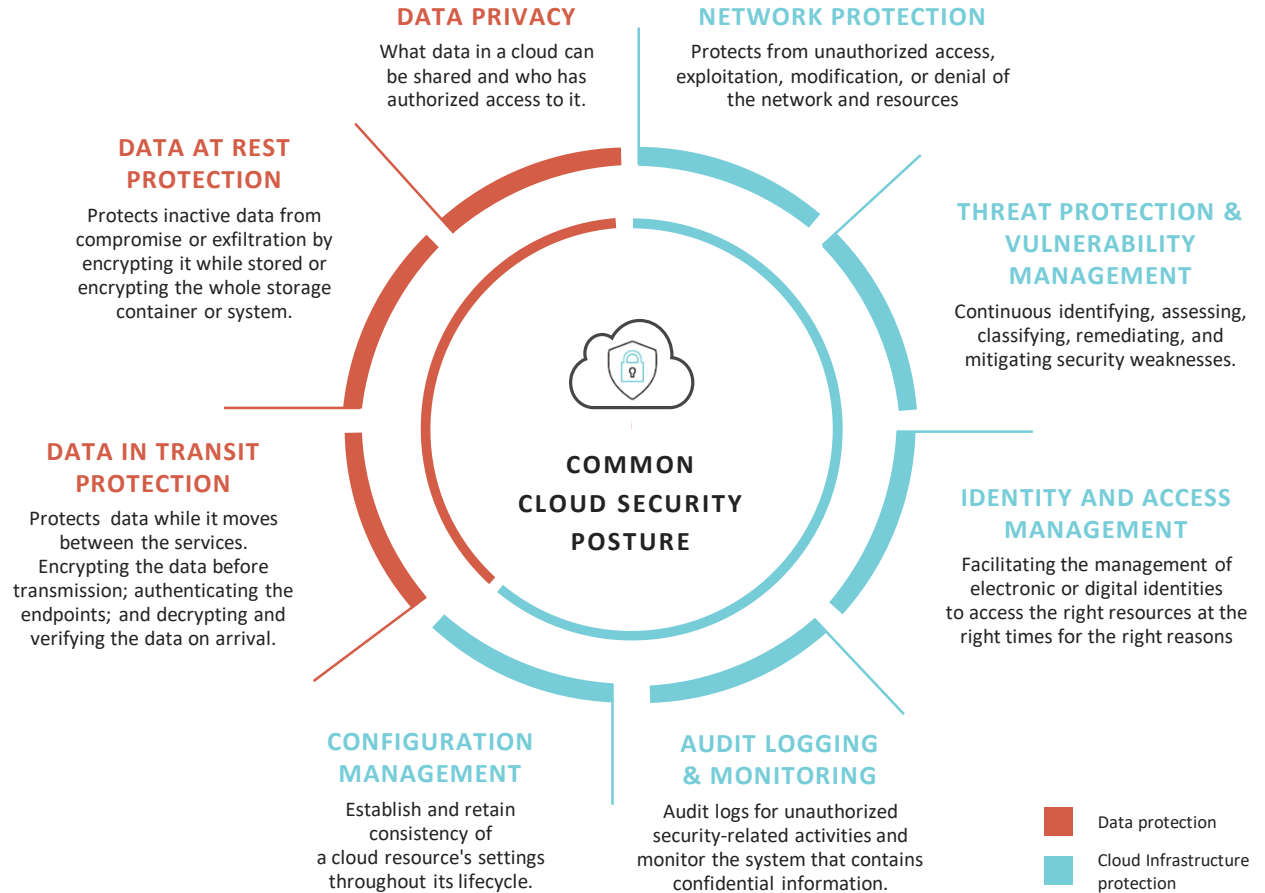 DATA PRIVACY
What data in a cloud can
be shared and who has
authorized access to it.
NETWORK PROTECTION
Protects from unauthorized access,
exploitation, modification, or denial of
the network and resources
DATA AT REST
PROTECTION
Protects inactive data from
compromise or exfiltration by
encrypting it while stored or
encrypting the whole storage
container or system.
THREAT PROTECTION &
VULNERABILITY
MANAGEMENT
Continuous identifying, assessing,
classifying, remediating, and
mitigating security weaknesses.
COMMON
CLOUD SECURITY
POSTURE
DATA IN TRANSIT
PROTECTION
Protects data while it moves
between the services.
Encrypting the data before
transmission; authenticating the
endpoints; and decrypting and
verifying the data on arrival.
IDENTITY AND ACCESS
MANAGEMENT
Facilitating the management of
electronic or digital identities
to access the right resources at the
right times for the right reasons
CONFIGURATION
MANAGEMENT
Establish and retain
consistency of
a cloud resource's settings
throughout its lifecycle.
AUDIT LOGGING
& MONITORING
Audit logs for unauthorized
security-related activities and
monitor the system that contains
confidential information.
Data protection
Cloud Infrastructure
protection